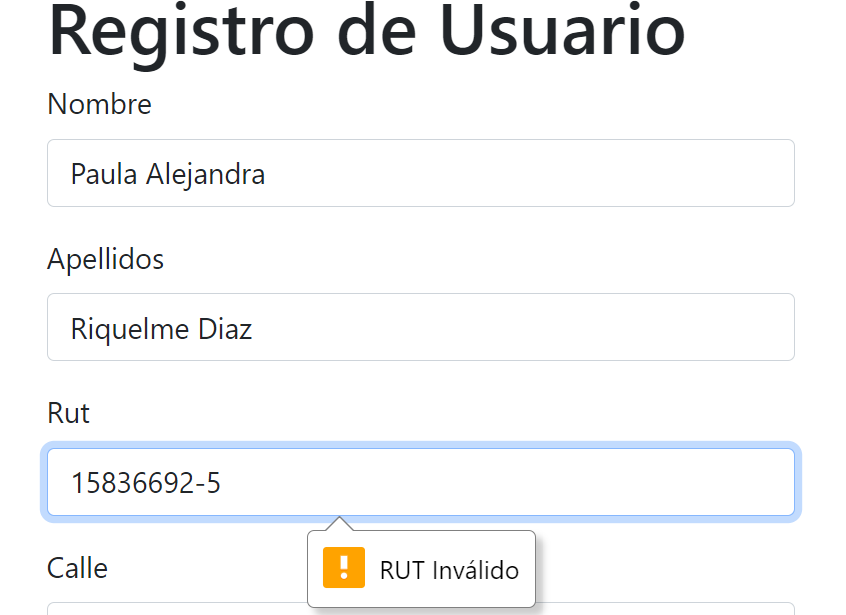 Registro de Usuario
Nombre
Paula Alejandra
Apellidos
Riquelme Diaz
Rut
15836692-5
RUT Inválido
Calle